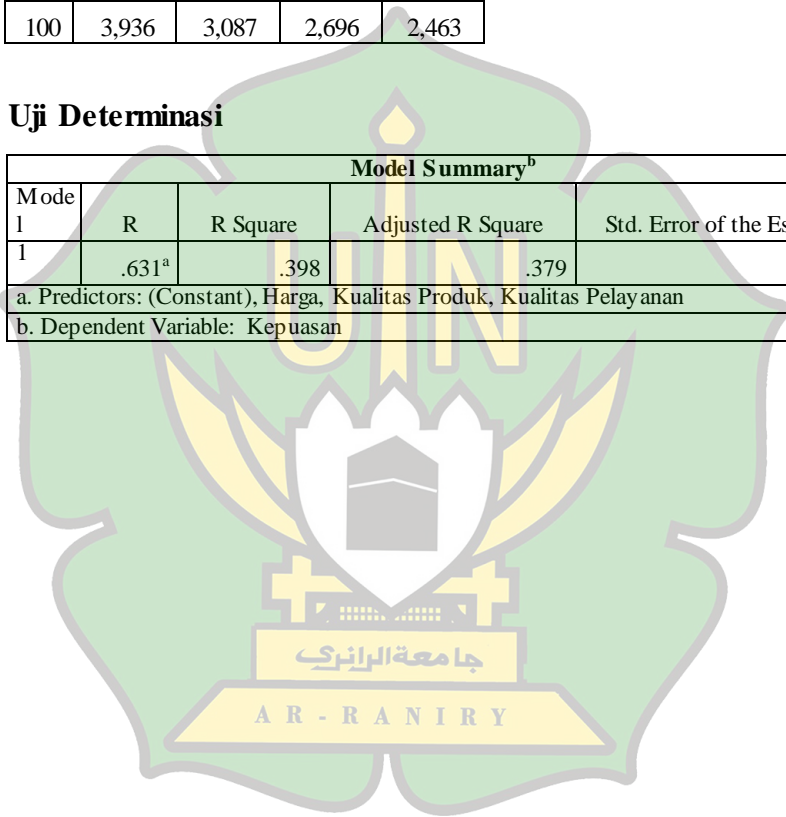 100 3,936 3,087 2,696 2,463
Uji Determinasi
Model Summaryᵇ
Mode
l R R Square Adjusted R Square Std. Error of the Es
1 .631ᵃ .398 .379
a. Predictors: (Constant), Harga, Kualitas Produk, Kualitas Pelayanan
b. Dependent Variable: Kepuasan
UIN
جامعة الرانري
AR-RANIRY